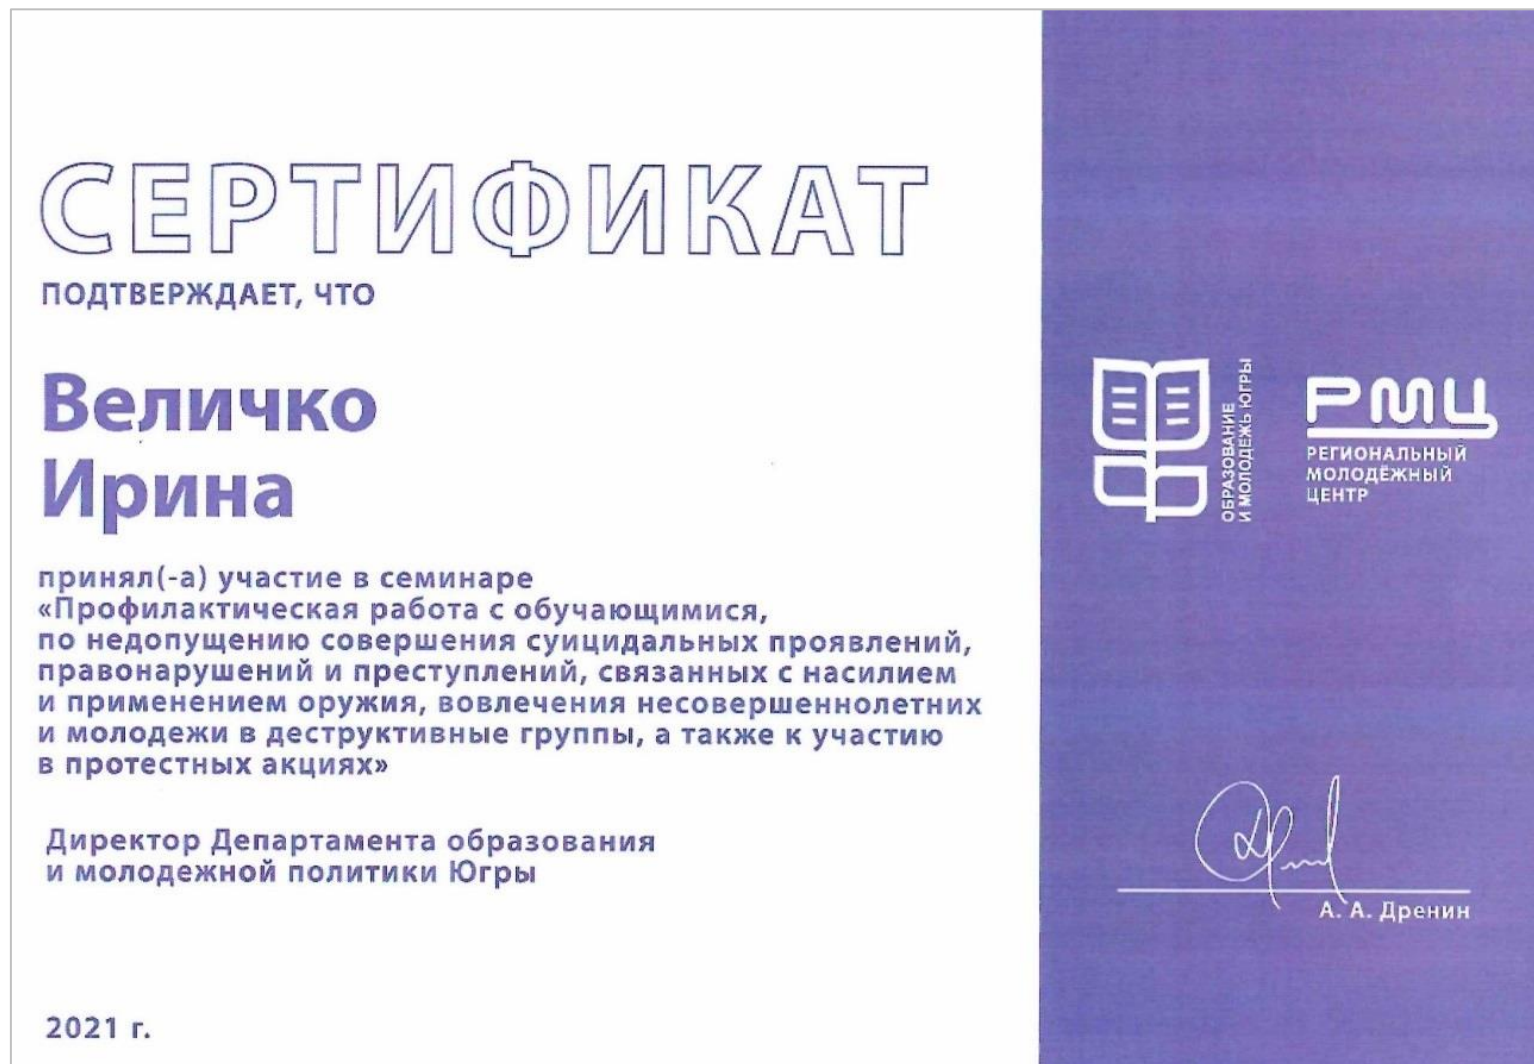 СЕРТИФИКАТ
ПОДТВЕРЖДАЕТ, ЧТО
Величко
Ирина
принял(-а) участие в семинаре
«Профилактическая работа с обучающимися,
по недопущению совершения суицидальных проявлений,
правонарушений и преступлений, связанных с насилием
и применением оружия, вовлечения несовершеннолетних
и молодежи в деструктивные группы, а также к участию
в протестных акциях»
Директор Департамента образования
и молодежной политики Югры
2021 г.
ОБРАЗОВАНИЕ
И МОЛОДЕЖЬ ЮГРЫ
РМЦ
РЕГИОНАЛЬНЫЙ
МОЛОДЁЖНЫЙ
ЦЕНТР
А. А. Дренин